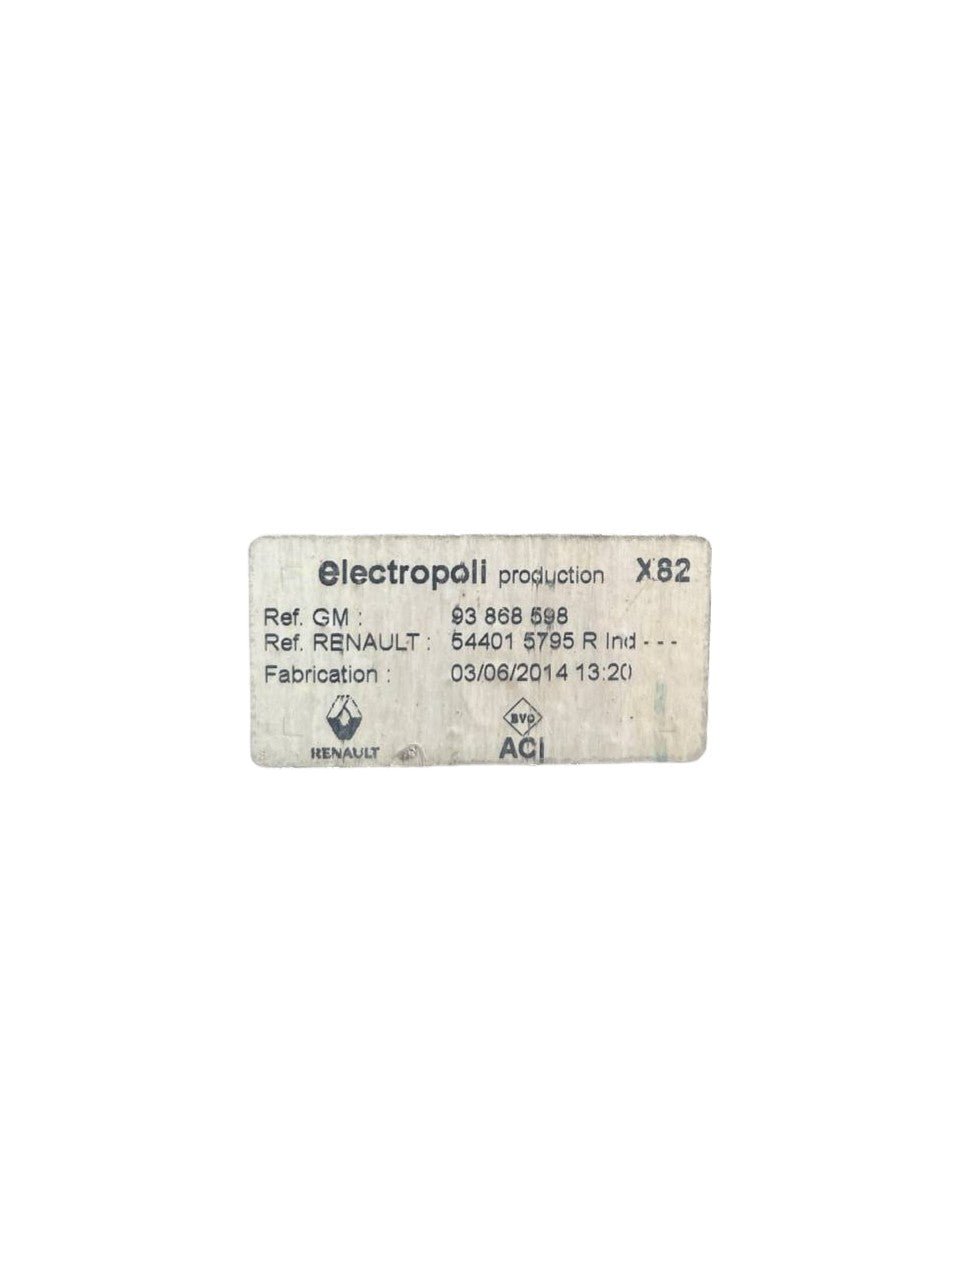 electropoli production X82
Ref. GM : 93 868 598
Ref. RENAULT : 54401 5795 R Ind - - -
Fabrication : 03/06/2014 13:20
BVQ
RENAULT ACI